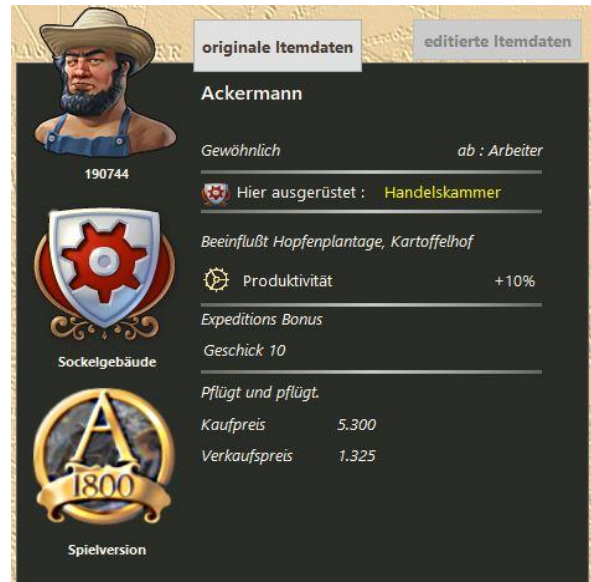 originale Itemdaten
editierte Itemdaten
Ackermann
Gewöhnlich ab : Arbeiter
190744
Hier ausgerüstet : Handelskammer
Beeinflußt Hopfenplantage, Kartoffelhof
Produktivität +10%
Expeditions Bonus
Geschick 10
Sockelgebäude
Pflügt und pflügt.
Kaufpreis 5.300
Verkaufspreis 1.325
A
1800
Spielversion